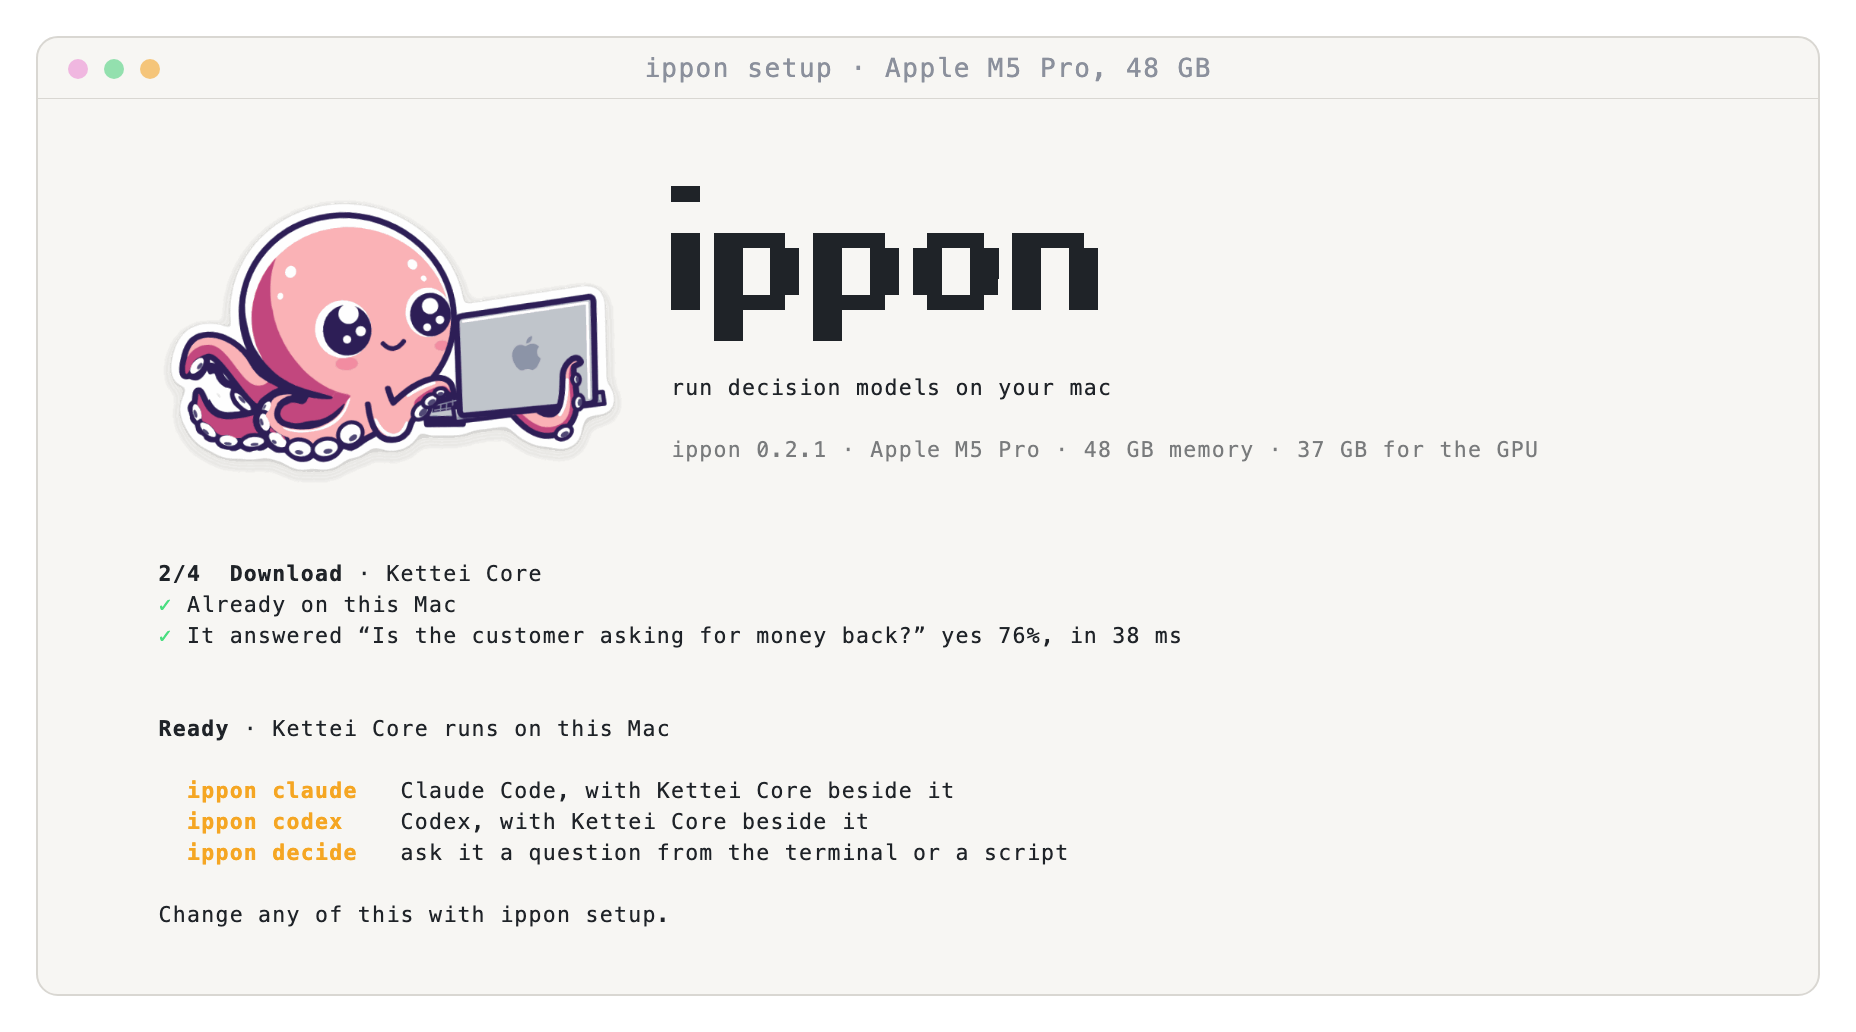 ippon setup · Apple M5 Pro, 48 GB
ippon
run decision models on your mac
ippon 0.2.1 · Apple M5 Pro · 48 GB memory · 37 GB for the GPU
2/4  Download · Kettei Core
✓ Already on this Mac
✓ It answered “Is the customer asking for money back?” yes 76%, in 38 ms
Ready · Kettei Core runs on this Mac
ippon claude   Claude Code, with Kettei Core beside it
ippon codex    Codex, with Kettei Core beside it
ippon decide   ask it a question from the terminal or a script
Change any of this with ippon setup.